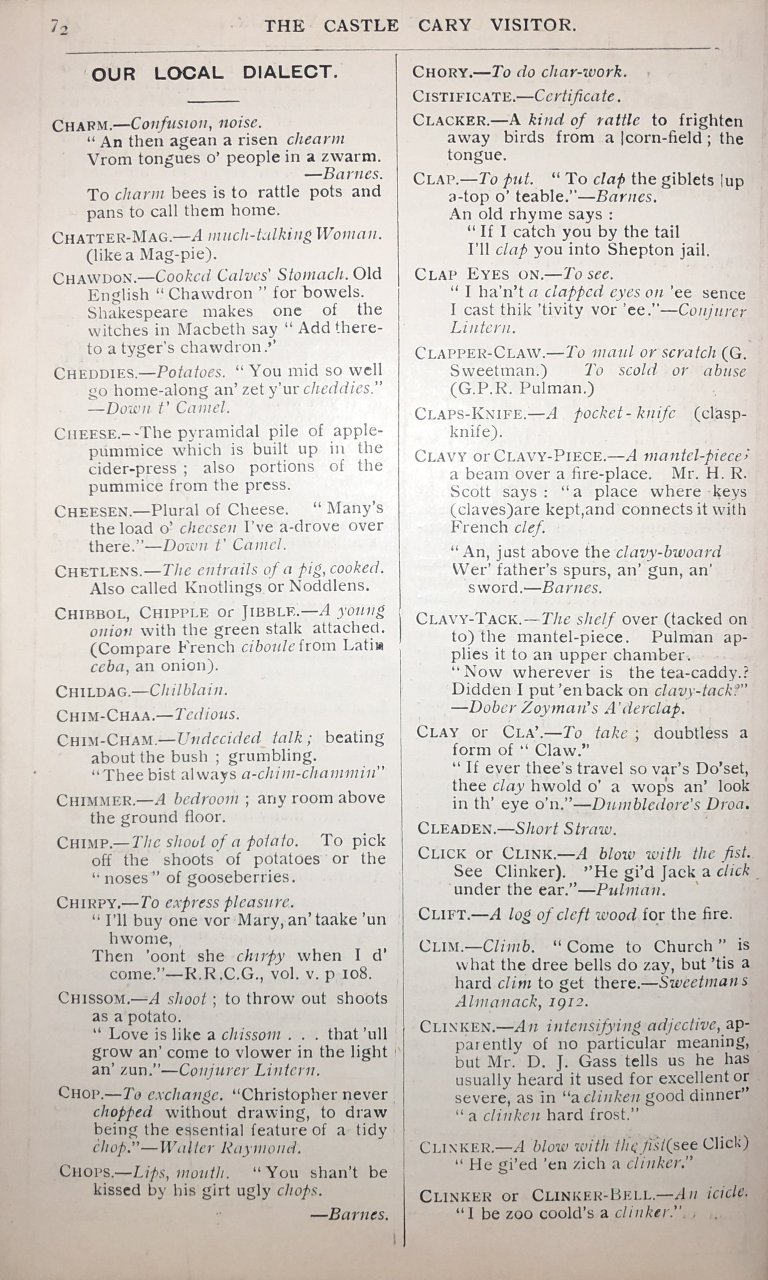 72
THE CASTLE CARY VISITOR.
OUR LOCAL DIALECT.
CHARM.—Confusion, noise.
“ An then agean a risen chearm
Vrom tongues o’ people in a zwarm.
—Barnes.
To charm bees is to rattle pots and
pans to call them home.
CHATTER-MAG.—A much-talking Woman.
(like a Mag-pie).
CHAWDON.—Cooked Calves’ Stomach. Old
English “ Chawdron ” for bowels.
Shakespeare makes one of the
witches in Macbeth say “ Add there-
to a tyger’s chawdron.”
CHEDDIES.—Potatoes. “ You mid so well
go home-along an’ zet y’ur cheddies.”
—Down t’ Camel.
CHEESE.--The pyramidal pile of apple-
pummice which is built up in the
cider-press ; also portions of the
pummice from the press.
CHEESEN.—Plural of Cheese. “ Many’s
the load o’ cheesen I’ve a-drove over
there.”—Down t’ Camel.
CHETLENS.—The entrails of a pig, cooked.
Also called Knotlings or Noddlens.
CHIBBOL, CHIPPLE or JIBBLE.—A young
onion with the green stalk attached.
(Compare French ciboule from Latin
ceba, an onion).
CHILDAG.—Chilblain.
CHIM-CHAA.—Tedious.
CHIM-CHAM.—Undecided talk ; beating
about the bush ; grumbling.
“ Thee bist always a-chim-chammin”
CHIMMER.—A bedroom ; any room above
the ground floor.
CHIMP.—The shoot of a potato. To pick
off the shoots of potatoes or the
“ noses ” of gooseberries.
CHIRPY.—To express pleasure.
“ I’ll buy one vor Mary, an’ taake ’un
hwome,
Then ’oont she chirpy when I d’
come.”—R.R.C.G., vol. v. p 108.
CHISSOM.—A shoot ; to throw out shoots
as a potato.
“ Love is like a chissom . . . that ’ull
grow an’ come to vlower in the light
an’ zun.”—Conjurer Lintern.
CHOP.—To exchange. “Christopher never
chopped without drawing, to draw
being the essential feature of a tidy
chop.”—Walter Raymond.
CHOPS.—Lips, mouth. “ You shan’t be
kissed by his girt ugly chops.
—Barnes.
CHORY.—To do char-work.
CISTIFICATE.—Certificate.
CLACKER.—A kind of rattle to frighten
away birds from a corn-field ; the
tongue.
CLAP.—To put. “ To clap the giblets up
a-top o’ teable.”—Barnes.
An old rhyme says :
“ If I catch you by the tail
I’ll clap you into Shepton jail.
CLAP EYES ON.—To see.
“ I ha’n’t a clapped eyes on ’ee sence
I cast thik ’tivity vor ’ee.”—Conjurer
Lintern.
CLAPPER-CLAW.—To maul or scratch (G.
Sweetman.) To scold or abuse
(G.P.R. Pulman.)
CLAPS-KNIFE.—A pocket-knife (clasp-
knife).
CLAVY or CLAVY-PIECE.—A mantel-piece;
a beam over a fire-place. Mr. H. R.
Scott says : “ a place where keys
(claves)are kept,and connects it with
French clef.
“ An, just above the clavy-bwoard
Wer’ father’s spurs, an’ gun, an’
sword.—Barnes.
CLAVY-TACK.—The shelf over (tacked on
to) the mantel-piece. Pulman ap-
plies it to an upper chamber.
“ Now wherever is the tea-caddy.?
Didden I put ’en back on clavy-tack?”
—Dober Zoyman’s A’derclap.
CLAY or CLA’.—To take ; doubtless a
form of “ Claw.”
“ If ever thee’s travel so var’s Do’set,
thee clay hwold o’ a wop’s an’ look
in th’ eye o’n.”—Dumbledore’s Droa.
CLEADEN.—Short Straw.
CLICK or CLINK.—A blow with the fist.
See Clinker). ”He gi’d Jack a click
under the ear.”—Pulman.
CLIFT.—A log of cleft wood for the fire.
CLIM.—Climb. “ Come to Church ” is
what the dree bells do zay, but ’tis a
hard clim to get there.—Sweetmans
Almanack, 1912.
CLINKEN.—An intensifying adjective, ap-
parently of no particular meaning,
but Mr. D. J. Gass tells us he has
usually heard it used for excellent or
severe, as in “a clinken good dinner”
“ a clinken hard frost.”
CLINKER.—A blow with the fist(see Click)
“ He gi’ed ’en zich a clinker.”
CLINKER or CLINKER-BELL.—An icicle.
“ I be zoo coold’s a clinker.”